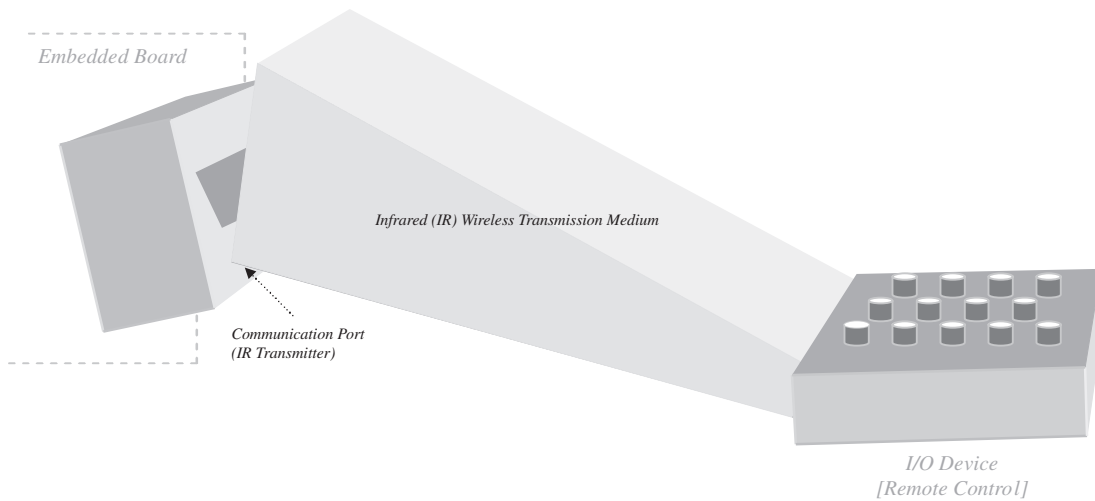 Embedded Board
Infrared (IR) Wireless Transmission Medium
Communication Port
(IR Transmitter)
I/O Device
[Remote Control]